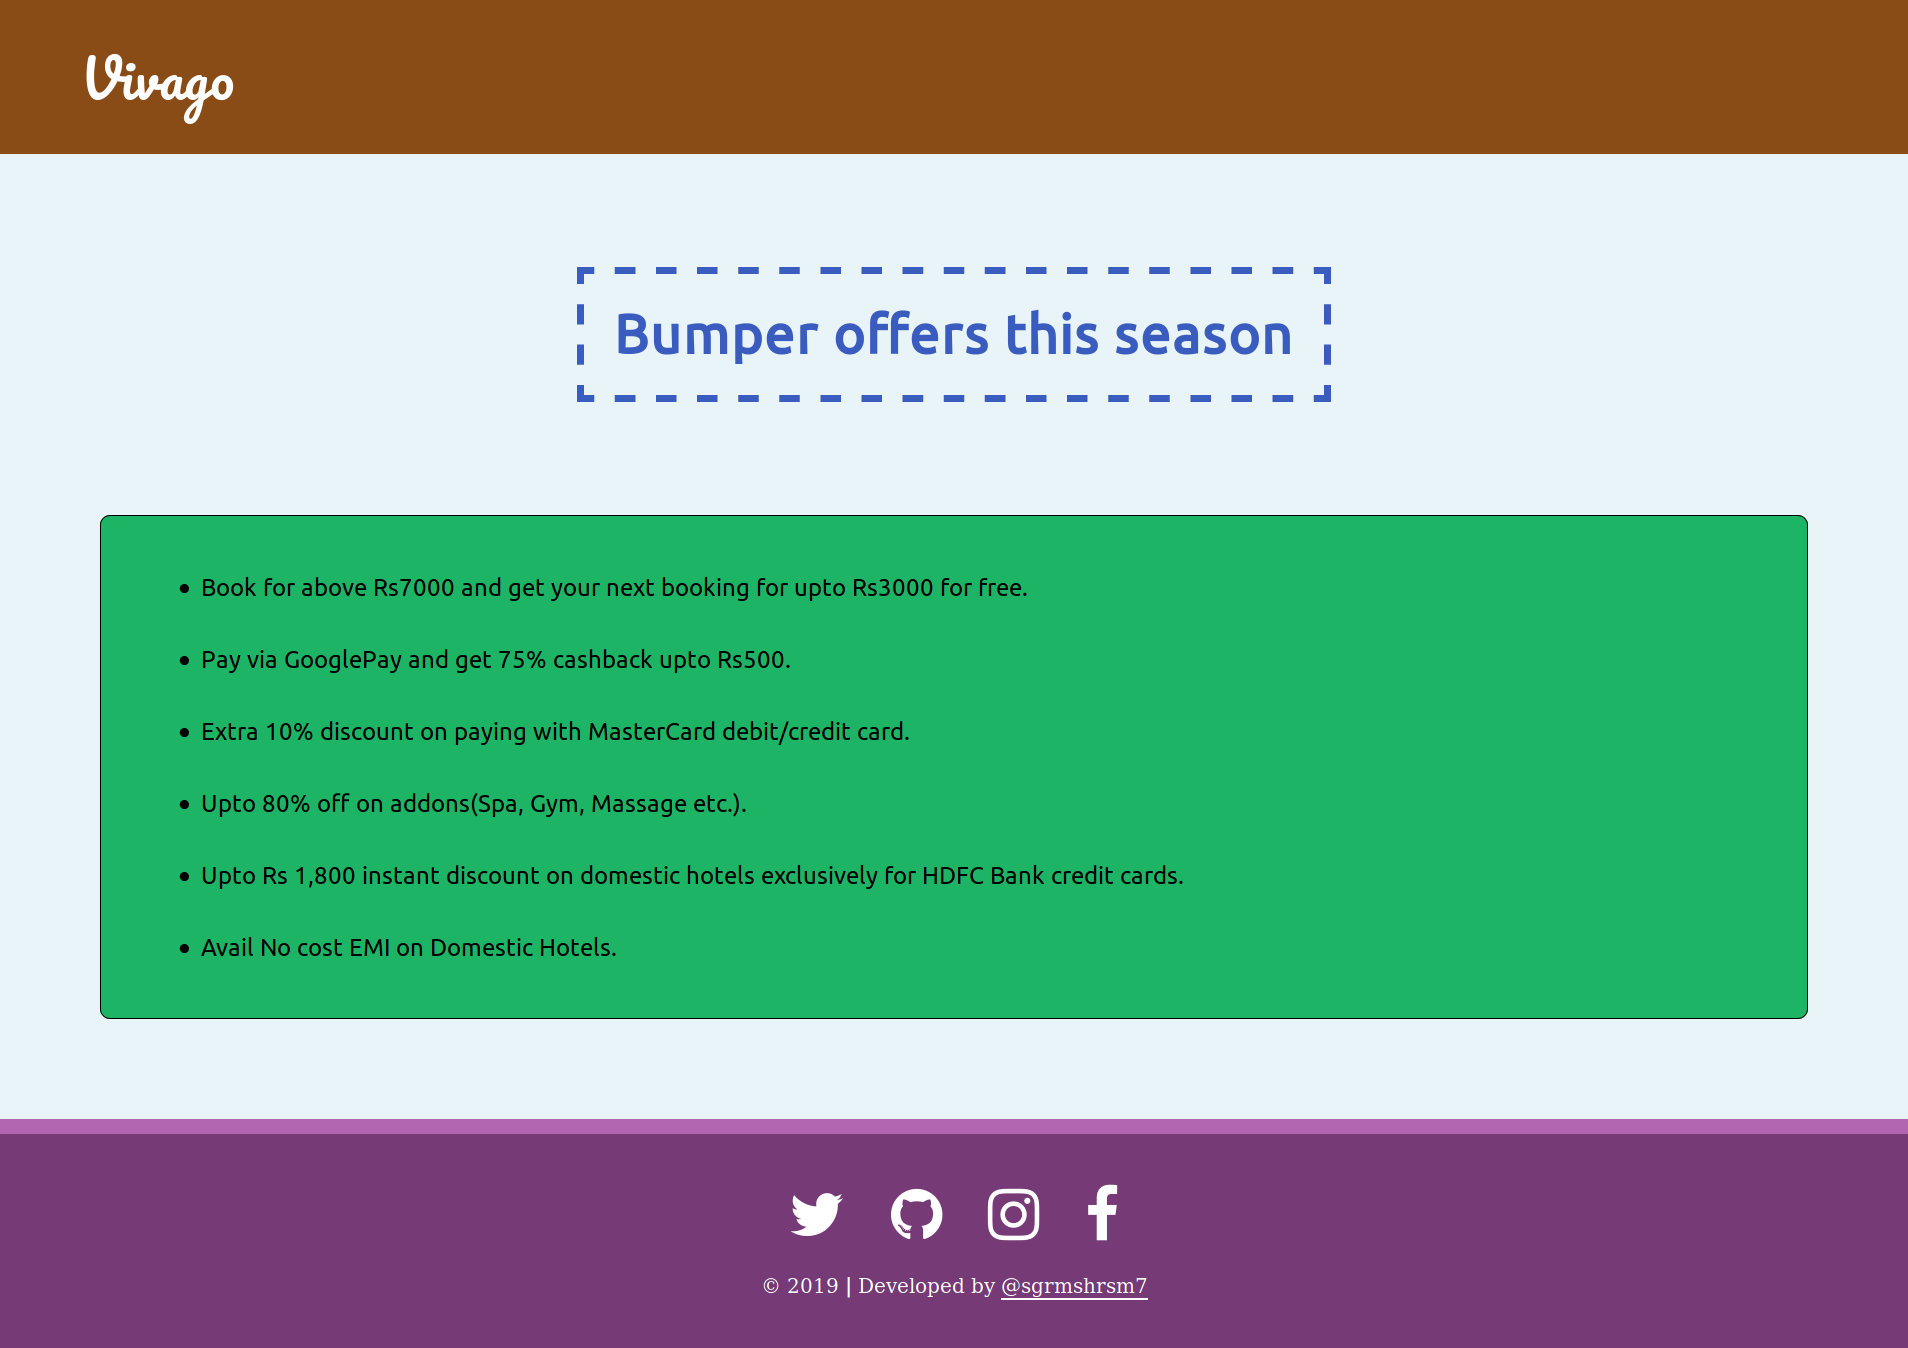 Vivago
Bumper offers this season
• Book for above Rs7000 and get your next booking for upto Rs3000 for free.
• Pay via GooglePay and get 75% cashback upto Rs500.
• Extra 10% discount on paying with MasterCard debit/credit card.
• Upto 80% off on addons(Spa, Gym, Massage etc.).
• Upto Rs 1,800 instant discount on domestic hotels exclusively for HDFC Bank credit cards.
• Avail No cost EMI on Domestic Hotels.
© 2019 | Developed by @sgrmshrsm7